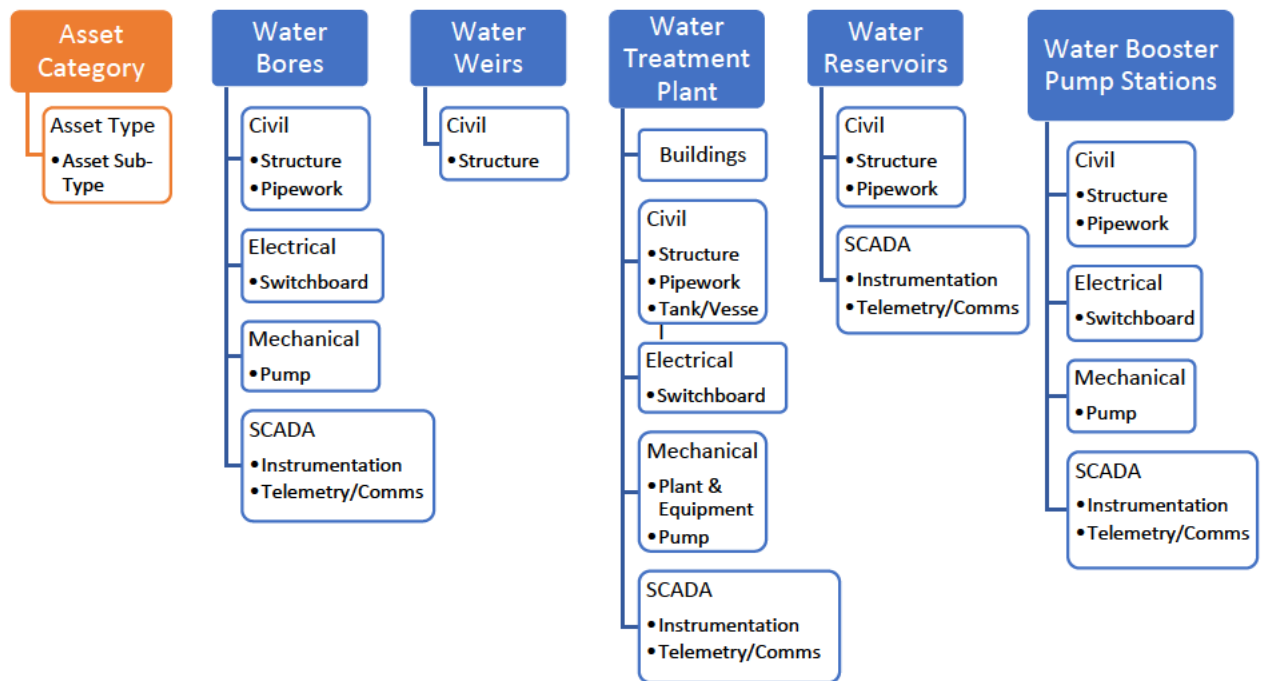 Asset
Category
Asset Type
•Asset Sub-
Type
Water
Bores
Civil
•Structure
•Pipework
Electrical
•Switchboard
Mechanical
•Pump
SCADA
•Instrumentation
•Telemetry/Comms
Water
Weirs
Civil
•Structure
Water
Treatment
Plant
Buildings
Civil
•Structure
•Pipework
•Tank/Vesse
Electrical
•Switchboard
Mechanical
•Plant &
Equipment
•Pump
SCADA
•Instrumentation
•Telemetry/Comms
Water
Reservoirs
Civil
•Structure
•Pipework
SCADA
•Instrumentation
•Telemetry/Comms
Water Booster
Pump Stations
Civil
•Structure
•Pipework
Electrical
•Switchboard
Mechanical
•Pump
SCADA
•Instrumentation
•Telemetry/Comms